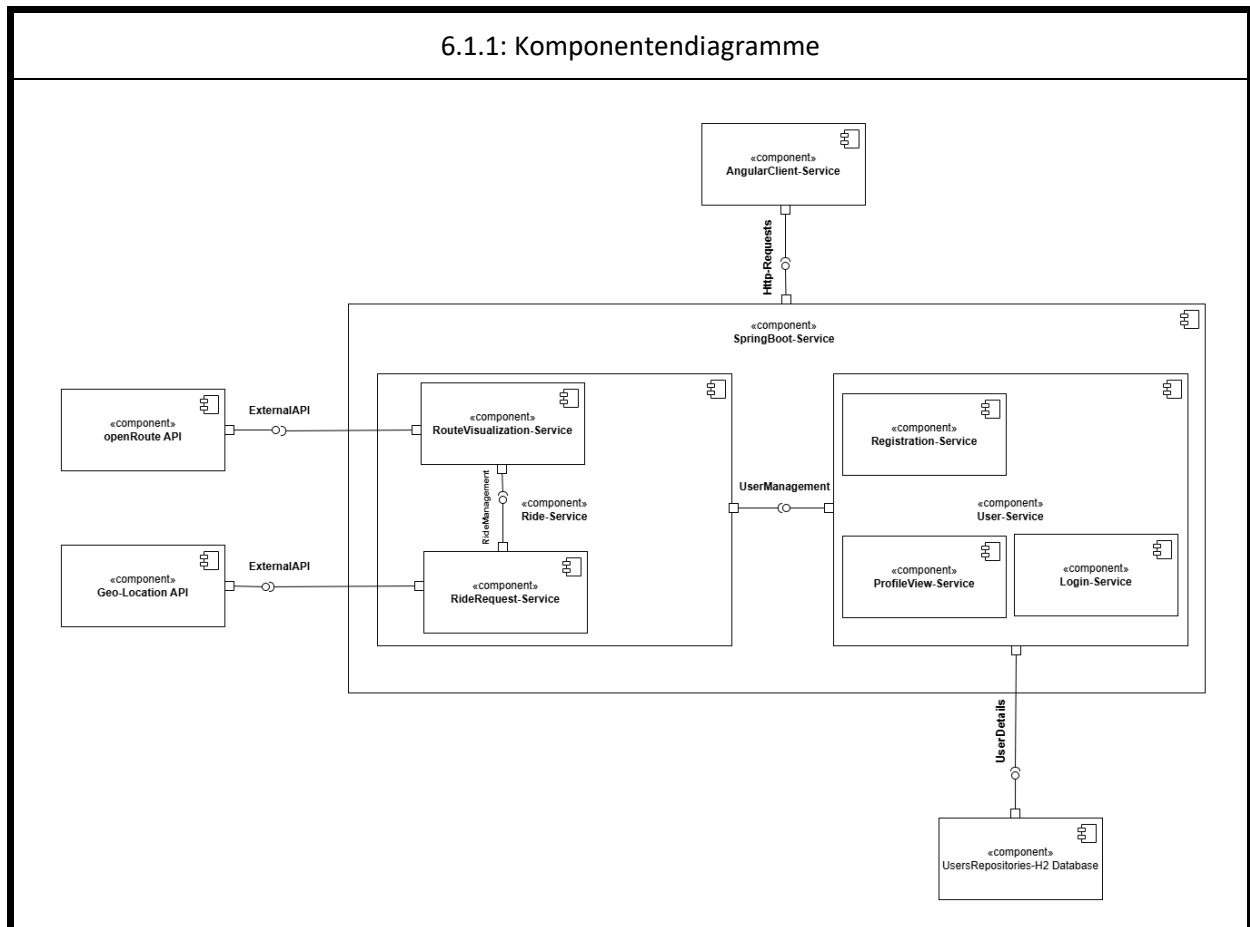 6.1.1: Komponentendiagramme
«component»
AngularClient-Service
Http-Requests
«component»
SpringBoot-Service
«component»
openRoute API
ExternalAPI
«component»
RouteVisualization-Service
RideManagement
«component»
Ride-Service
«component»
Geo-Location API
ExternalAPI
«component»
RideRequest-Service
UserManagement
«component»
Registration-Service
«component»
User-Service
«component»
ProfileView-Service
«component»
Login-Service
UserDetails
«component»
UsersRepositories-H2 Database